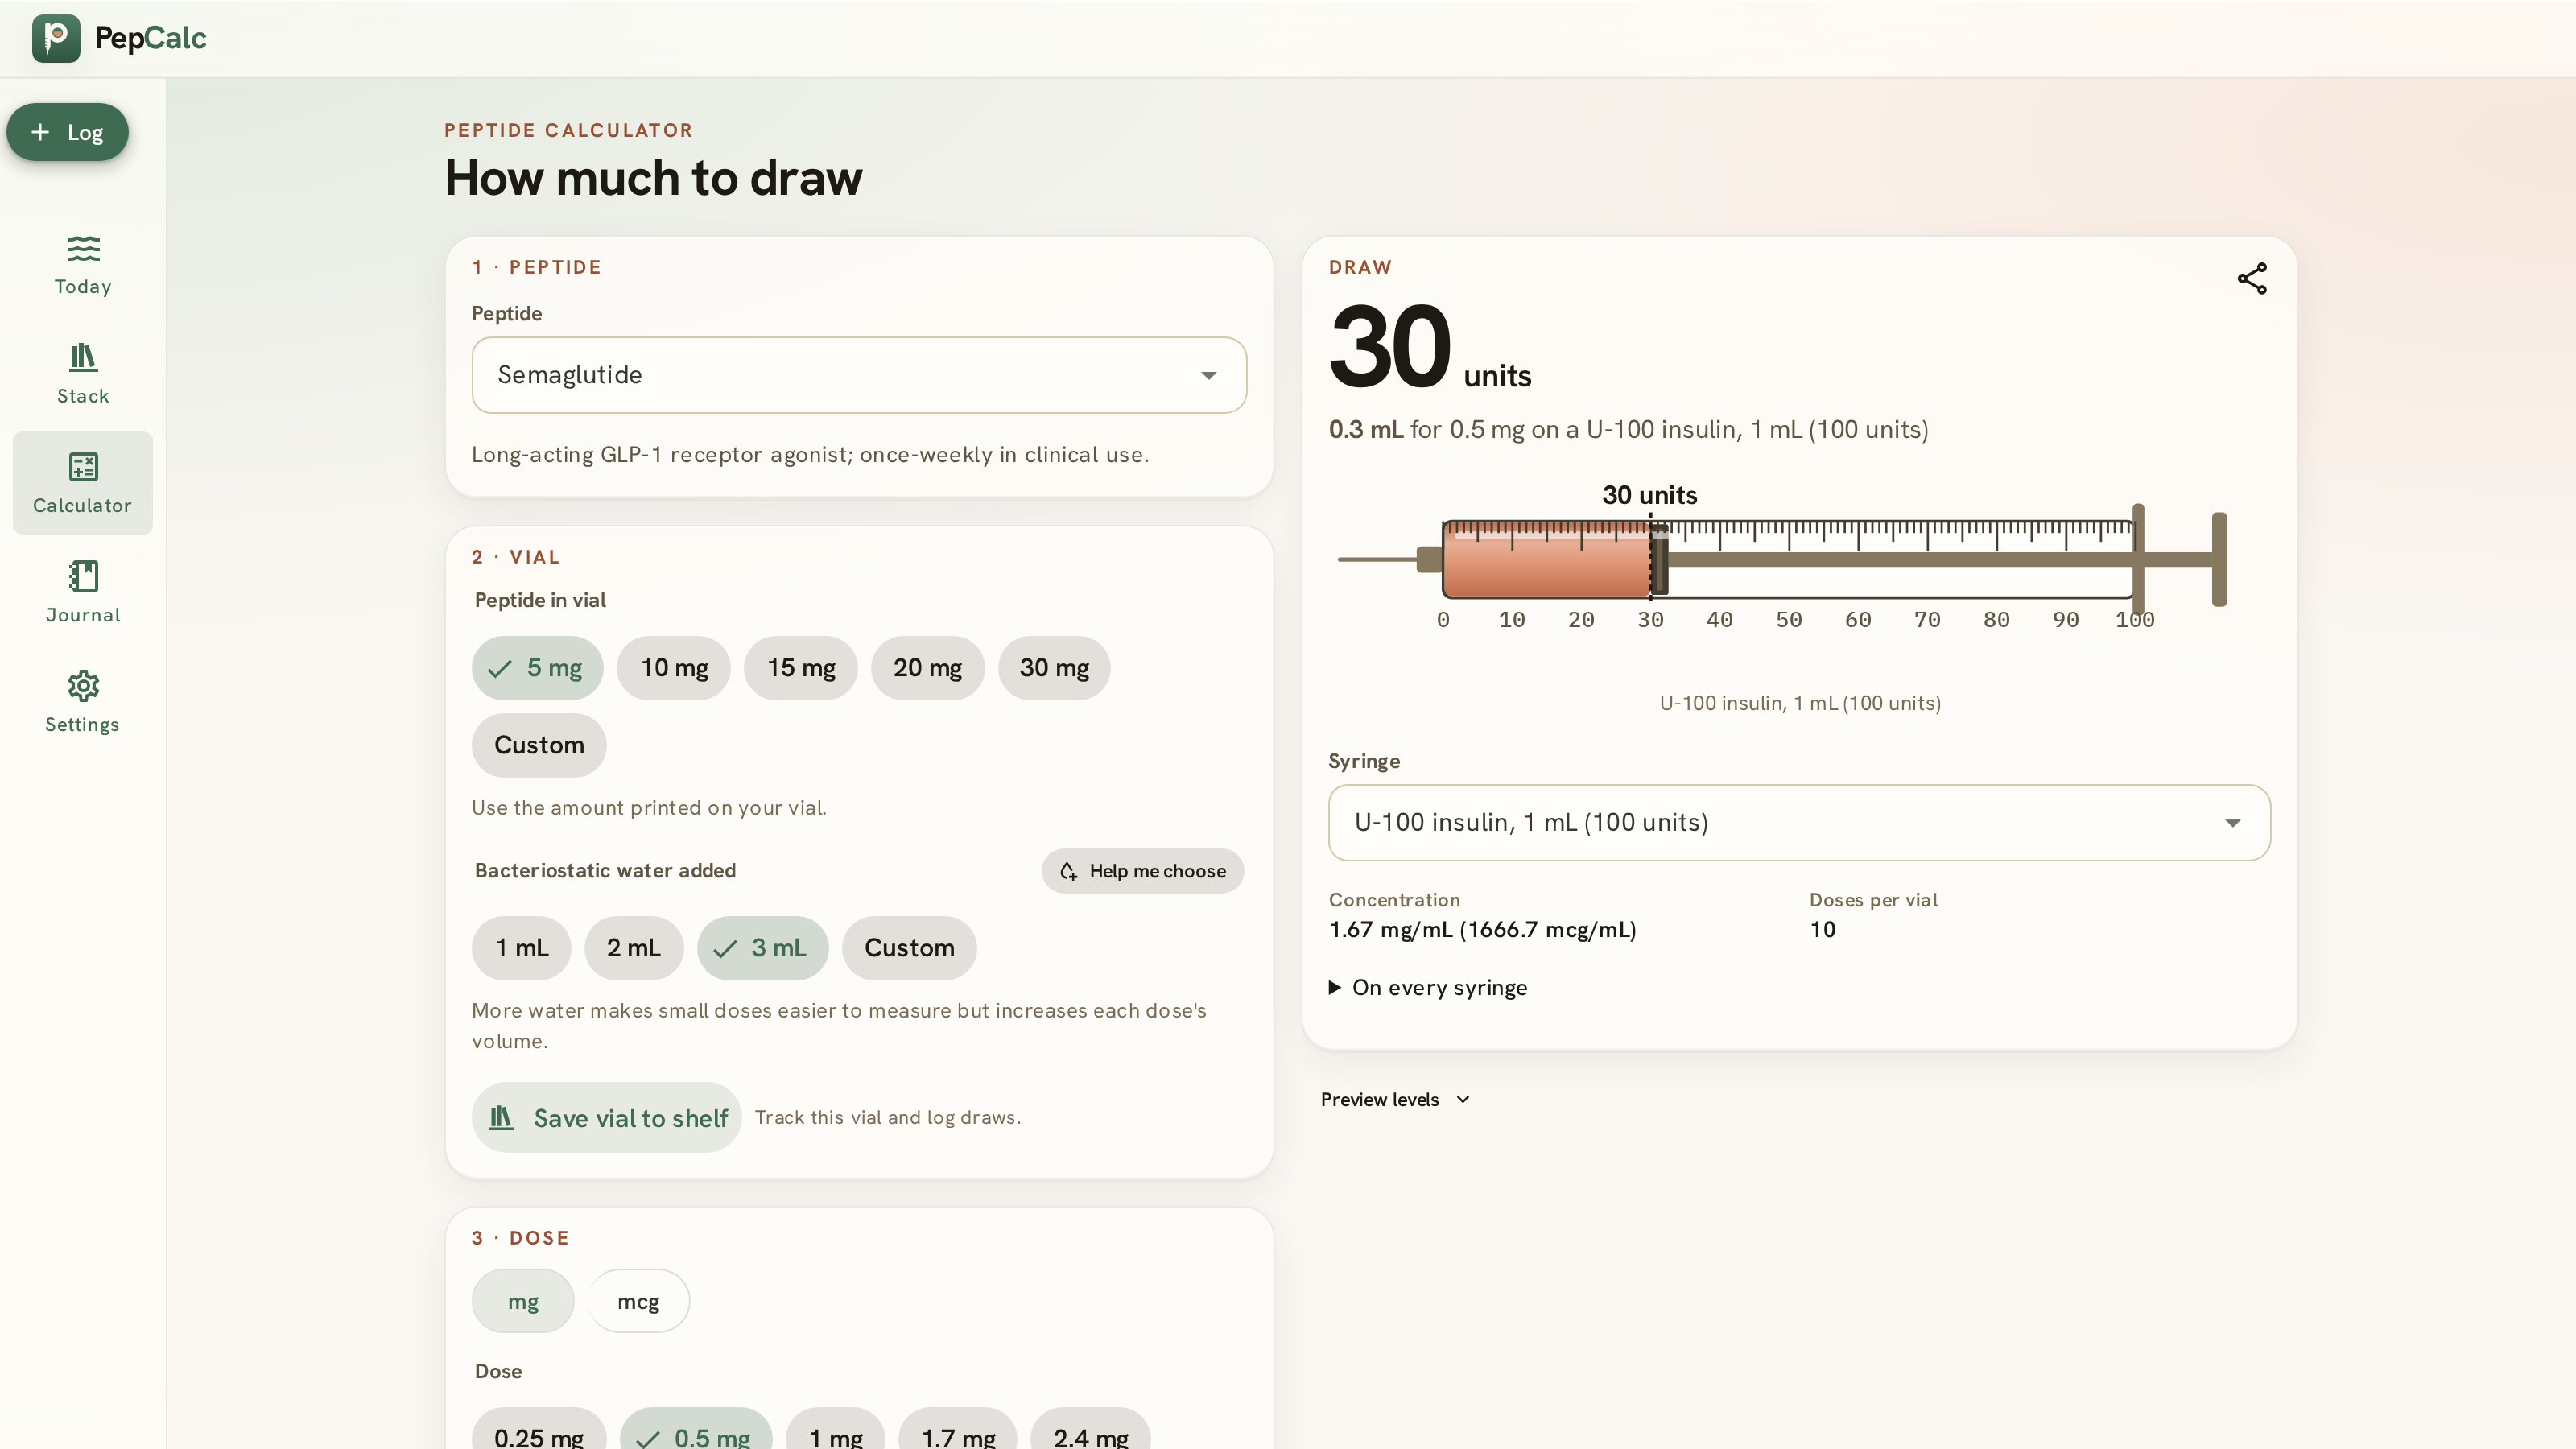 PepCalc
+ Log
Today
Stack
Calculator
Journal
Settings
PEPTIDE CALCULATOR
How much to draw
1 · PEPTIDE
Peptide
Semaglutide
Long-acting GLP-1 receptor agonist; once-weekly in clinical use.
2 · VIAL
Peptide in vial
5 mg 10 mg 15 mg 20 mg 30 mg
Custom
Use the amount printed on your vial.
Bacteriostatic water added Help me choose
1 mL 2 mL 3 mL Custom
More water makes small doses easier to measure but increases each dose's
volume.
Save vial to shelf Track this vial and log draws.
3 · DOSE
mg mcg
Dose
0.25 mg 0.5 mg 1 mg 1.7 mg 2.4 mg
DRAW
30 units
0.3 mL for 0.5 mg on a U-100 insulin, 1 mL (100 units)
30 units
0 10 20 30 40 50 60 70 80 90 100
U-100 insulin, 1 mL (100 units)
Syringe
U-100 insulin, 1 mL (100 units)
Concentration Doses per vial
1.67 mg/mL (1666.7 mcg/mL) 10
On every syringe
Preview levels